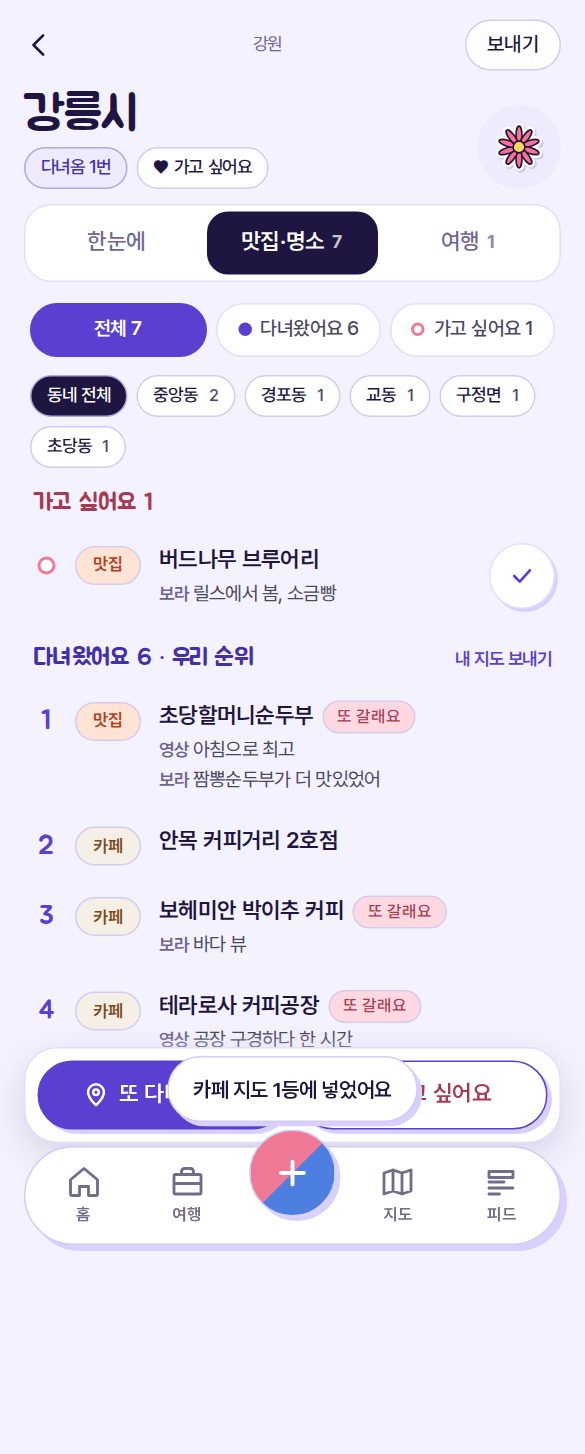 강원
보내기
강릉시
다녀옴 1번
가고 싶어요
한눈에
맛집·명소 7
여행 1
전체 7
다녀왔어요 6
가고 싶어요 1
동네 전체
중앙동 2
경포동 1
교동 1
구정면 1
초당동 1
가고 싶어요 1
맛집
버드나무 브루어리
보라 릴스에서 봄, 소금빵
다녀왔어요 6 · 우리 순위
내 지도 보내기
1
맛집
초당할머니순두부
또 갈래요
영상 아침으로 최고
보라 짬뽕순두부가 더 맛있었어
2
카페
안목 커피거리 2호점
3
카페
보헤미안 박이추 커피
또 갈래요
보라 바다 뷰
4
카페
테라로사 커피공장
또 갈래요
영상 공장 구경하다 한 시간
또
카페 지도 1등에 넣었어요
싶어요
홈
여행
지도
피드